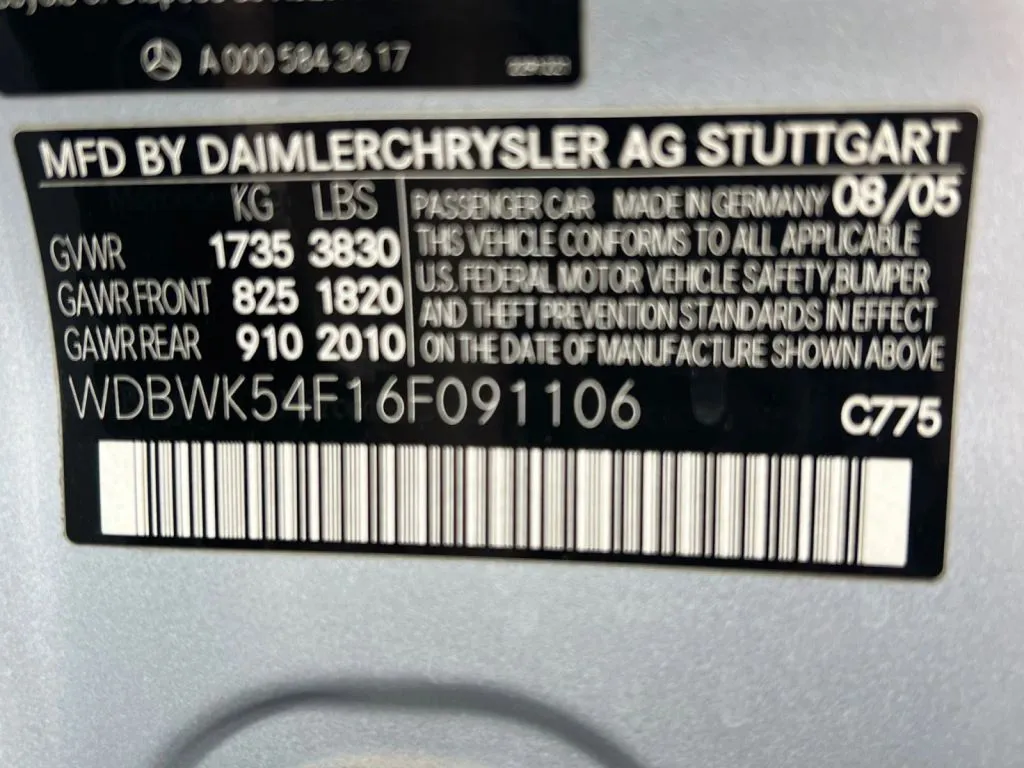 A 000 584 36 17
MFD BY DAIMLERCHRYSLER AG STUTTGART
KG LBS
GVWR 1735 3830
GAWR FRONT 825 1820
GAWR REAR 910 2010
PASSENGER CAR MADE IN GERMANY 08/05
THIS VEHICLE CONFORMS TO ALL APPLICABLE
U.S. FEDERAL MOTOR VEHICLE SAFETY, BUMPER
AND THEFT PREVENTION STANDARDS IN EFFECT
ON THE DATE OF MANUFACTURE SHOWN ABOVE
WDBWK54F16F091106
C775